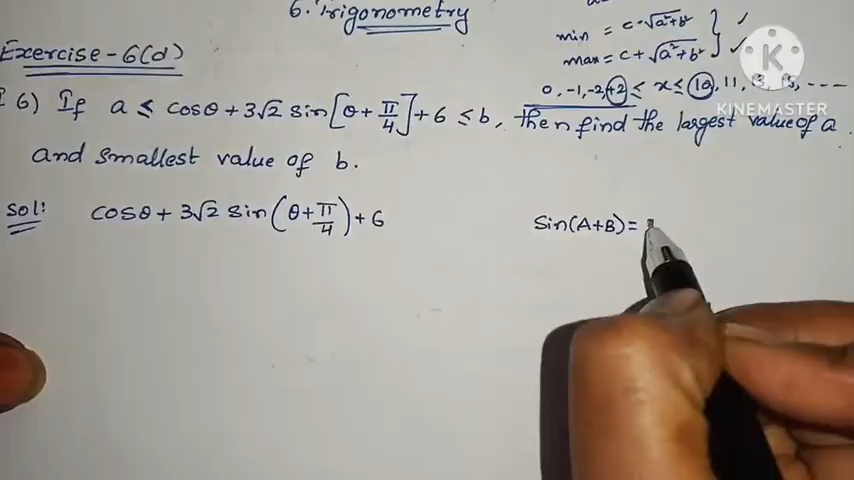 6. Trigonometry
min = c - √a²+b²
max = c + √a²+b²
Exercise - 6(d)
0, -1, -2, +2 ≤ x ≤ 10, 11, 13, 15, ----
KINEMASTER
I 6) If a ≤ cosθ + 3√2 sin[θ + π/4] + 6 ≤ b, then find the largest value of a
and smallest value of b.
Sol: cosθ + 3√2 sin(θ + π/4) + 6
Sin(A+B) =